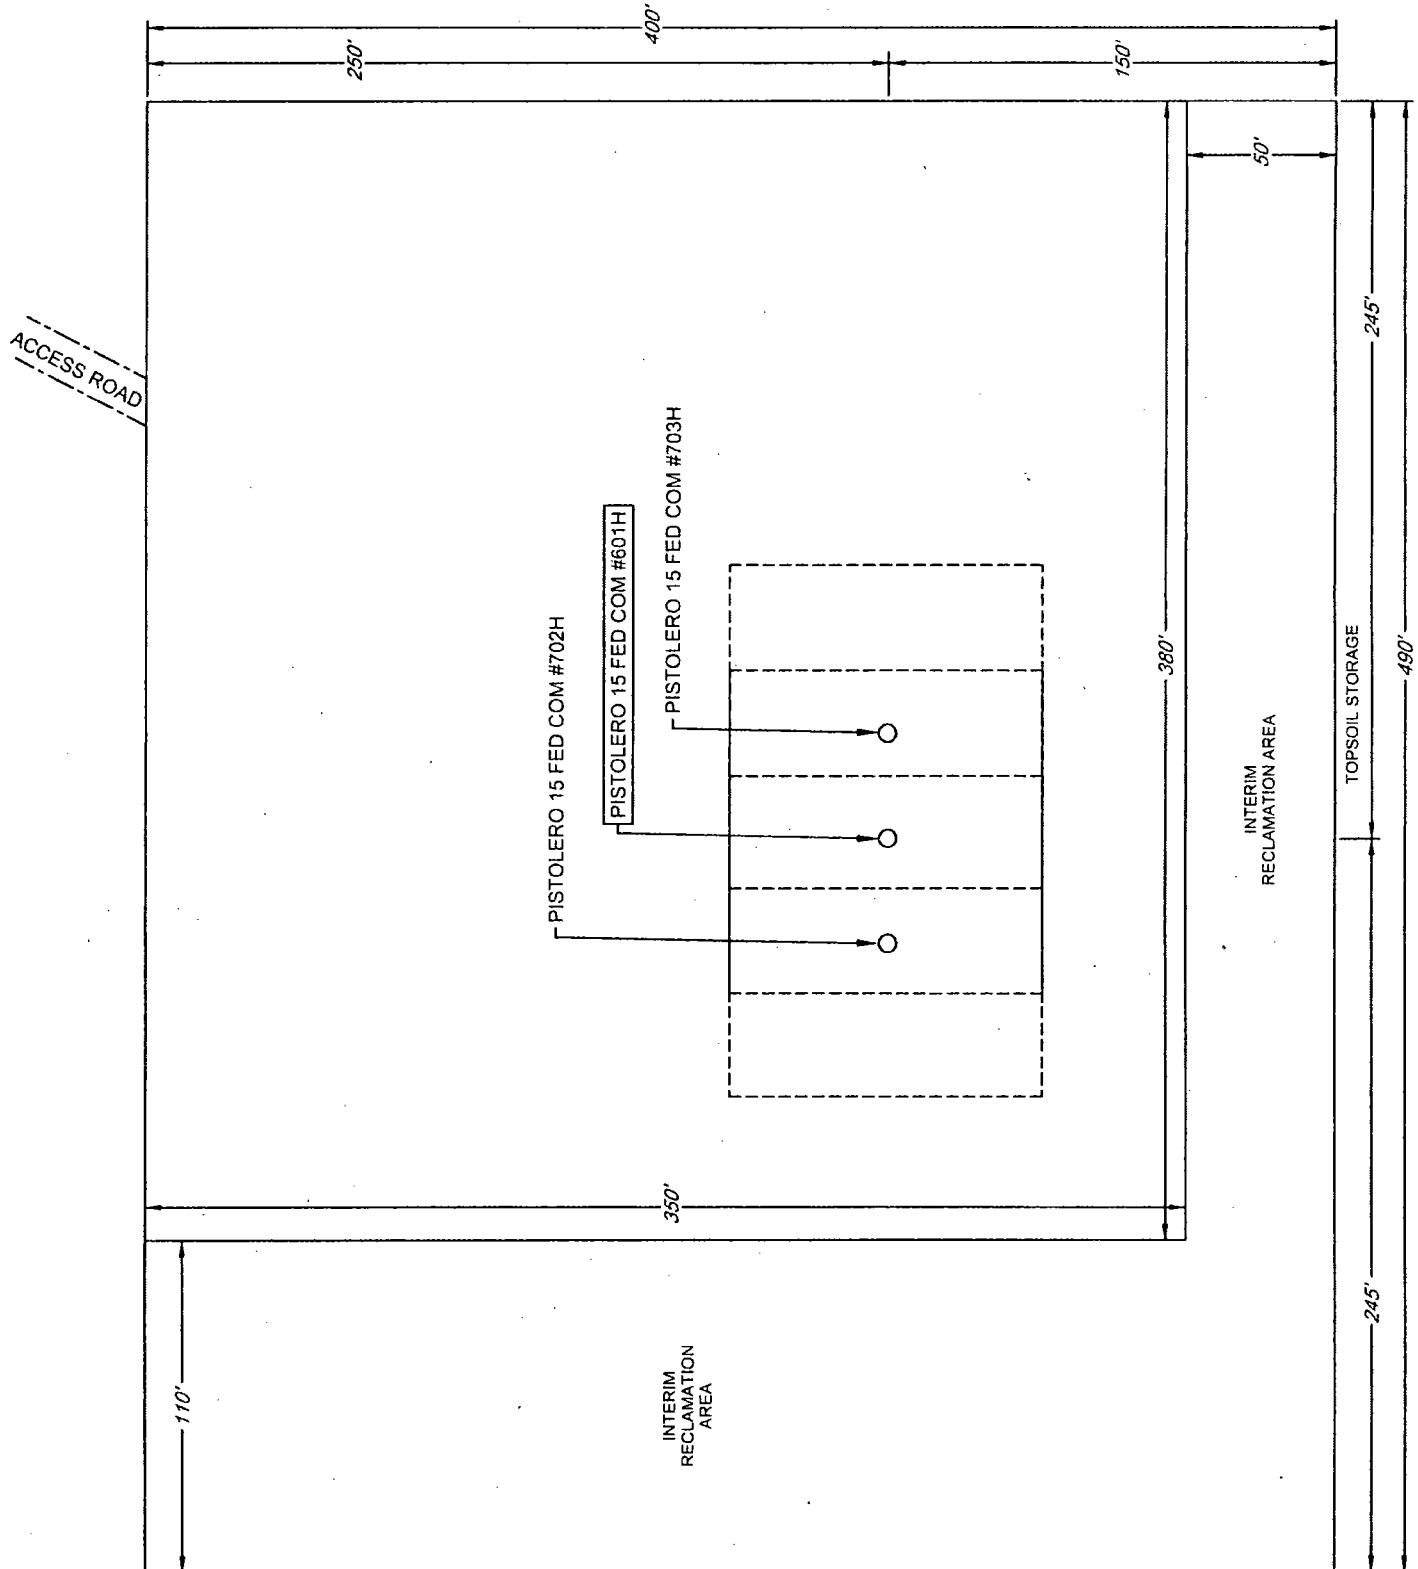 400'
250'
150'
50'
ACCESS ROAD
245'
PISTOLERO 15 FED COM #703H
PISTOLERO 15 FED COM #601H
PISTOLERO 15 FED COM #702H
380'
TOPSOIL STORAGE
490'
INTERIM
RECLAMATION AREA
350'
245'
110'
INTERIM
RECLAMATION
AREA